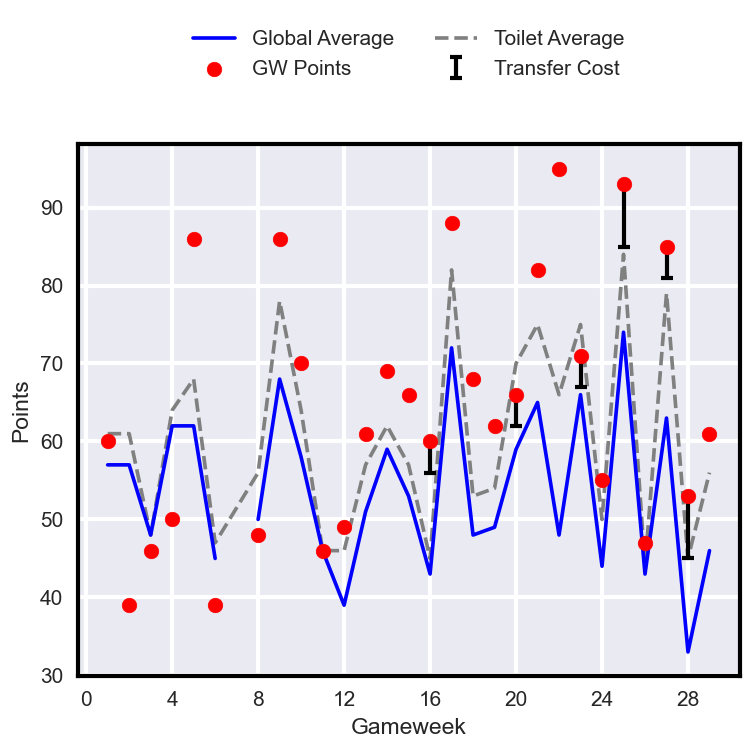 Global Average
Toilet Average
GW Points
Transfer Cost
90
80
70
60
50
40
30
Points
0 4 8 12 16 20 24 28
Gameweek